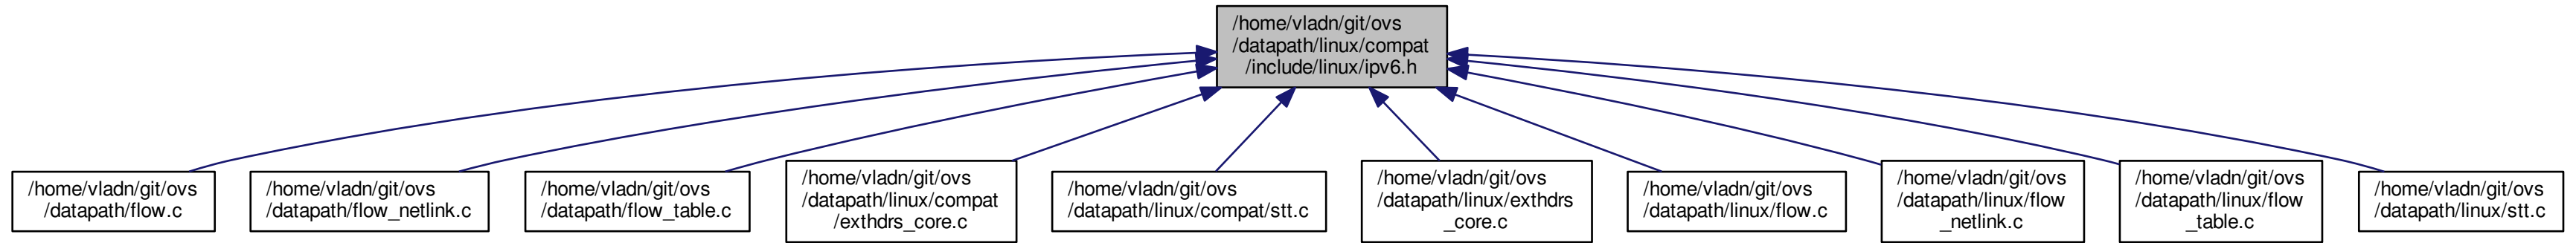 /home/vladn/git/ovs
/datapath/linux/compat
/include/linux/ipv6.h
/home/vladn/git/ovs
/datapath/flow.c
/home/vladn/git/ovs
/datapath/flow_netlink.c
/home/vladn/git/ovs
/datapath/flow_table.c
/home/vladn/git/ovs
/datapath/linux/compat
/exthdrs_core.c
/home/vladn/git/ovs
/datapath/linux/compat/stt.c
/home/vladn/git/ovs
/datapath/linux/exthdrs
_core.c
/home/vladn/git/ovs
/datapath/linux/flow.c
/home/vladn/git/ovs
/datapath/linux/flow
_netlink.c
/home/vladn/git/ovs
/datapath/linux/flow
_table.c
/home/vladn/git/ovs
/datapath/linux/stt.c